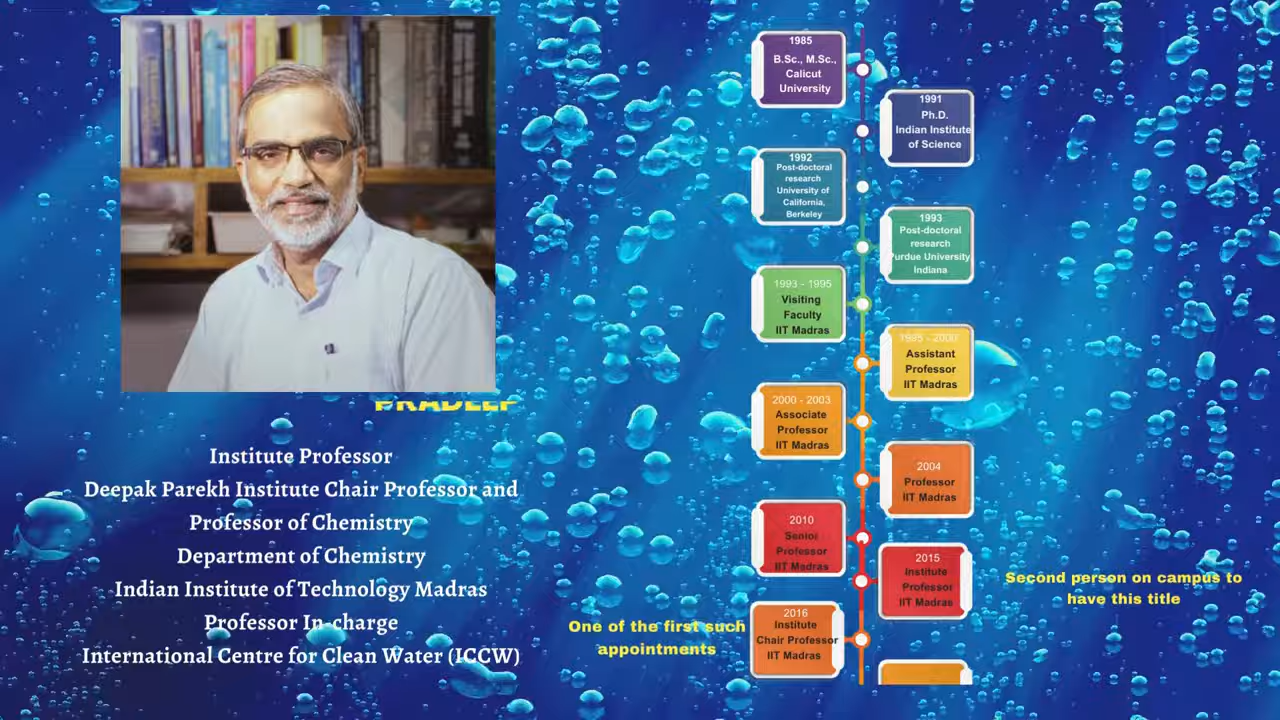 PRADEEP
Institute Professor
Deepak Parekh Institute Chair Professor and
Professor of Chemistry
Department of Chemistry
Indian Institute of Technology Madras
Professor In-charge
International Centre for Clean Water (ICCW)
1985
B.Sc., M.Sc.,
Calicut
University
1991
Ph.D.
Indian Institute
of Science
1992
Post-doctoral
research
University of
California,
Berkeley
1993
Post-doctoral
research
Purdue University
Indiana
1993 - 1995
Visiting
Faculty
IIT Madras
1995 - 2000
Assistant
Professor
IIT Madras
2000 - 2003
Associate
Professor
IIT Madras
2004
Professor
IIT Madras
2010
Senior
Professor
IIT Madras
2015
Institute
Professor
IIT Madras
Second person on campus to
have this title
2016
Institute
Chair Professor
IIT Madras
One of the first such
appointments